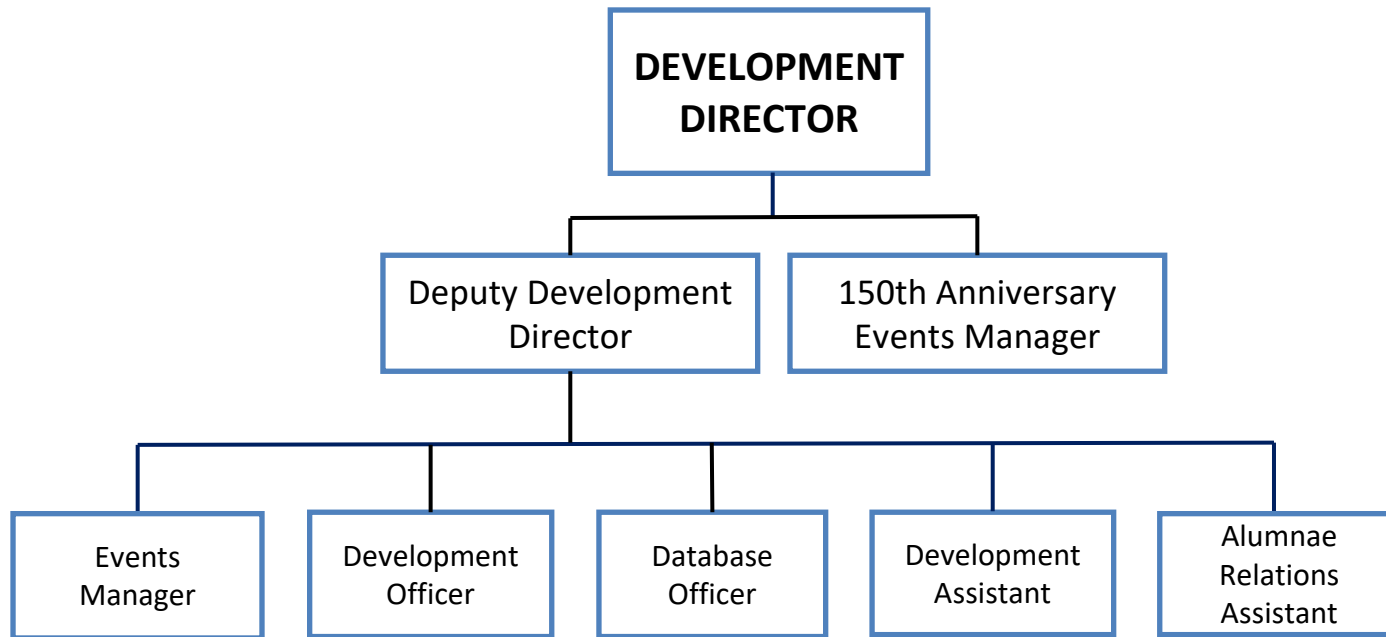 DEVELOPMENT
DIRECTOR
Deputy Development
Director
150th Anniversary
Events Manager
Events
Manager
Development
Officer
Database
Officer
Development
Assistant
Alumnae
Relations
Assistant